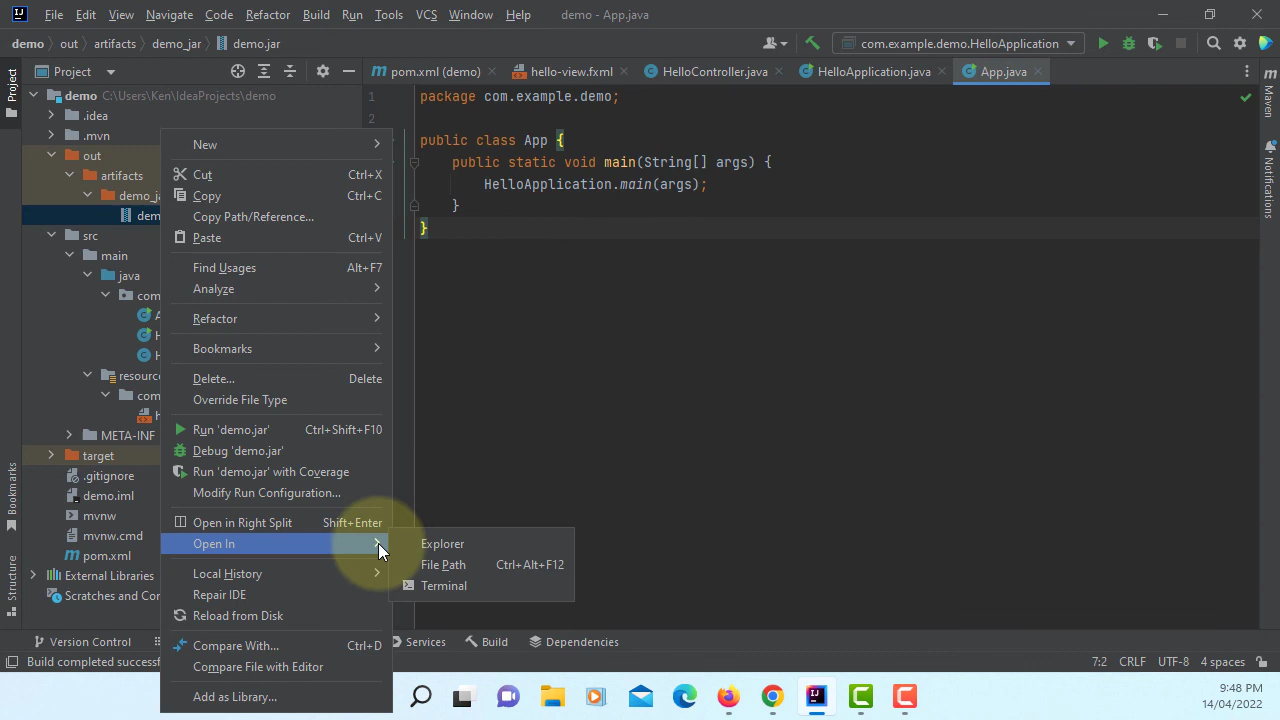 File Edit View Navigate Code Refactor Build Run Tools VCS Window Help demo - App.java
demo out artifacts demo_jar demo.jar com.example.demo.HelloApplication
Project pom.xml (demo) hello-view.fxml HelloController.java HelloApplication.java App.java
Project
Maven
Notifications
Bookmarks
demo C:\Users\Ken\IdeaProjects\demo
.idea
.mvn
out
artifacts
demo_ja
dem
src
main
java
com
A
H
H
resource
com
H
META-INF
target
.gitignore
demo.iml
mvnw
mvnw.cmd
pom.xml
External Libraries
Scratches and Con
New
Cut Ctrl+X
Copy Ctrl+C
Copy Path/Reference...
Paste Ctrl+V
Find Usages Alt+F7
Analyze
Refactor
Bookmarks
Delete... Delete
Override File Type
Run 'demo.jar' Ctrl+Shift+F10
Debug 'demo.jar'
Run 'demo.jar' with Coverage
Modify Run Configuration...
Open in Right Split Shift+Enter
Open In
Local History
Repair IDE
Reload from Disk
Compare With... Ctrl+D
Compare File with Editor
Add as Library...
Explorer
File Path Ctrl+Alt+F12
Terminal
1 package com.example.demo;
2
public class App {
public static void main(String[] args) {
HelloApplication.main(args);
}
}
Version Control Services Build Dependencies
Build completed successf 7:2 CRLF UTF-8 4 spaces
9:48 PM
14/04/2022